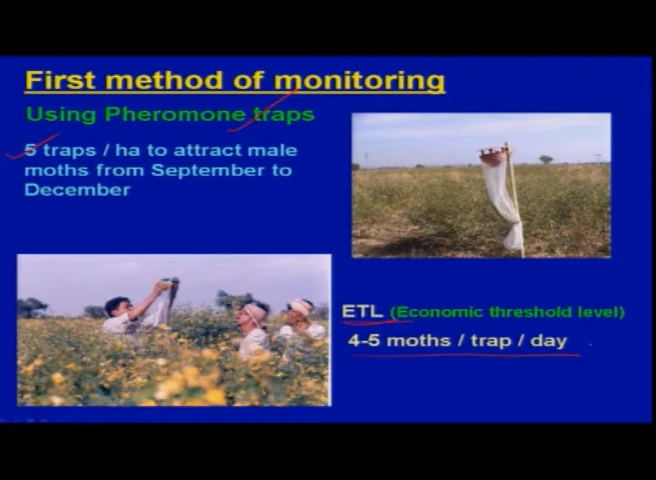 First method of monitoring
Using Pheromone traps
5 traps / ha to attract male
moths from September to
December
ETL (Economic threshold level)
4-5 moths / trap / day